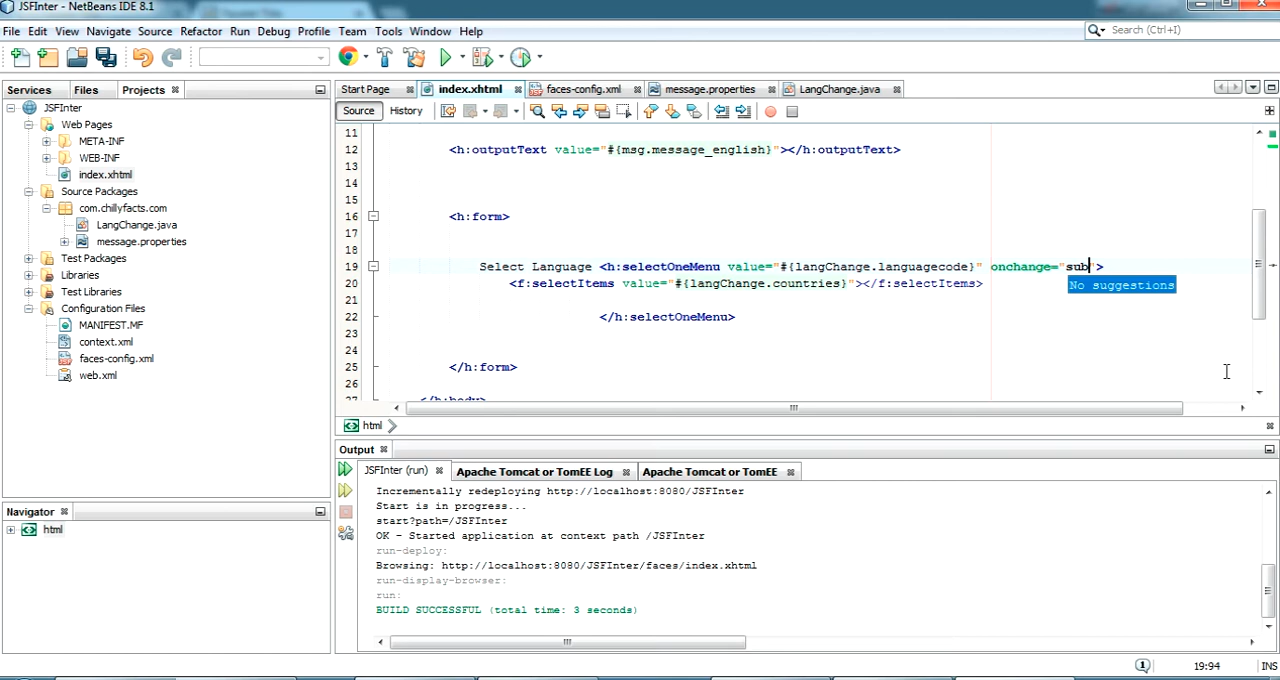 JSFInter - NetBeans IDE 8.1
File Edit View Navigate Source Refactor Run Debug Profile Team Tools Window Help
Search (Ctrl+I)
Services Files Projects
Start Page index.xhtml faces-config.xml message.properties LangChange.java
Source History
JSFInter
Web Pages
META-INF
WEB-INF
index.xhtml
Source Packages
com.chillyfacts.com
LangChange.java
message.properties
Test Packages
Libraries
Test Libraries
Configuration Files
MANIFEST.MF
context.xml
faces-config.xml
web.xml
Navigator
html
11
12 <h:outputText value="#{msg.message_english}"></h:outputText>
13
14
15
16 <h:form>
17
18
19 Select Language <h:selectOneMenu value="#{langChange.languagecode}" onchange="sub">
20 <f:selectItems value="#{langChange.countries}"></f:selectItems>
No suggestions
21
22 </h:selectOneMenu>
23
24
25 </h:form>
26
27 </h:body>
html
Output
JSFInter (run) Apache Tomcat or TomEE Log Apache Tomcat or TomEE
Incrementally redeploying http://localhost:8080/JSFInter
Start is in progress...
start?path=/JSFInter
OK - Started application at context path /JSFInter
run-deploy:
Browsing: http://localhost:8080/JSFInter/faces/index.xhtml
run-display-browser:
run:
BUILD SUCCESSFUL (total time: 3 seconds)
1 19:94 INS